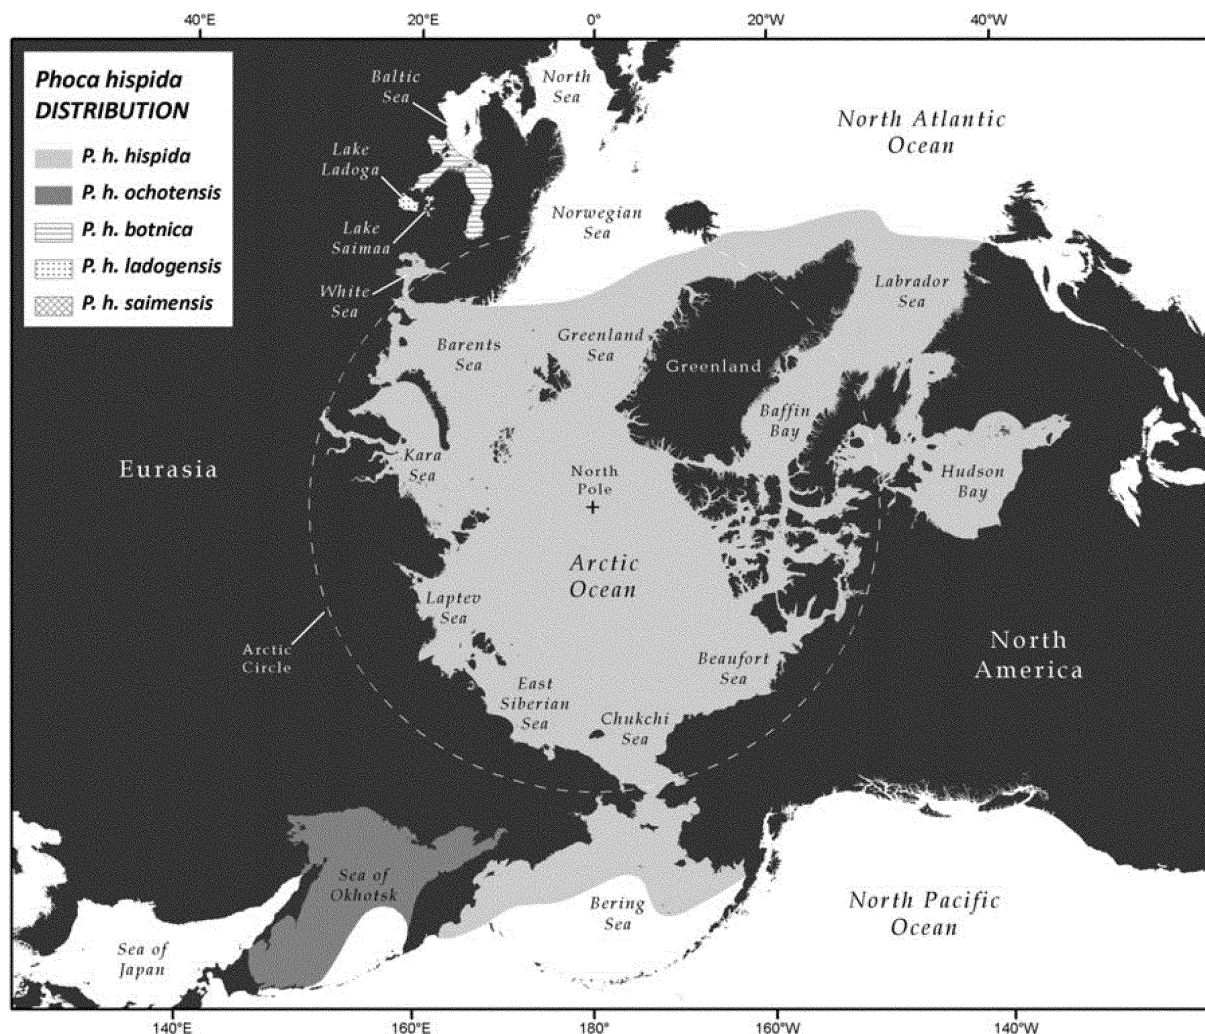 40°E 20°E 0° 20°W 40°W
Phoca hispida
DISTRIBUTION
P. h. hispida
P. h. ochotensis
P. h. botnica
P. h. ladogensis
P. h. saimensis
Baltic
Sea
North
Sea
North Atlantic
Ocean
Lake
Ladoga
Lake
Saimaa
Norwegian
Sea
White
Sea
Labrador
Sea
Barents
Sea
Greenland
Sea
Greenland
Baffin
Bay
Eurasia
Kara
Sea
North
Pole
+
Hudson
Bay
Arctic
Ocean
Laptev
Sea
Arctic
Circle
North
America
Beaufort
Sea
East
Siberian
Sea
Chukchi
Sea
Sea of
Okhotsk
Bering
Sea
North Pacific
Ocean
Sea of
Japan
140°E 160°E 180° 160°W 140°W